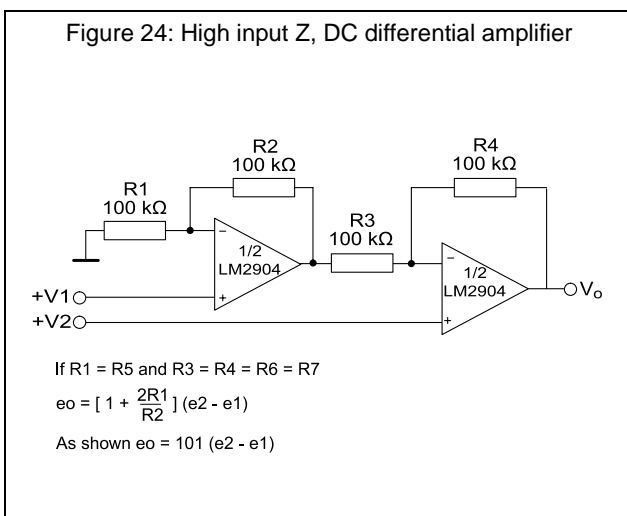 Figure 24: High input Z, DC differential amplifier
R2
100 kΩ
R4
100 kΩ
R1
100 kΩ
R3
100 kΩ
-
1/2
LM2904
+
-
1/2
LM2904
+
+V1
+V2
Vo
If R1 = R5 and R3 = R4 = R6 = R7
eo = [ 1 + 2R1/R2 ] (e2 - e1)
As shown eo = 101 (e2 - e1)